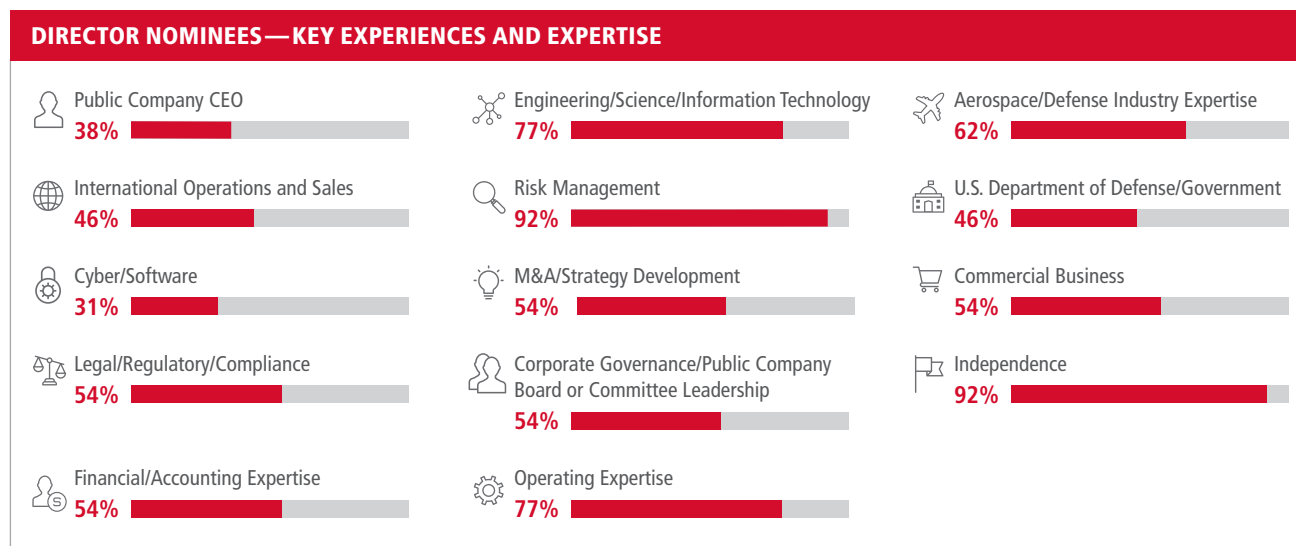 DIRECTOR NOMINEES—KEY EXPERIENCES AND EXPERTISE
Public Company CEO
38%
International Operations and Sales
46%
Cyber/Software
31%
Legal/Regulatory/Compliance
54%
Financial/Accounting Expertise
54%
Engineering/Science/Information Technology
77%
Risk Management
92%
M&A/Strategy Development
54%
Corporate Governance/Public Company
Board or Committee Leadership
54%
Operating Expertise
77%
Aerospace/Defense Industry Expertise
62%
U.S. Department of Defense/Government
46%
Commercial Business
54%
Independence
92%